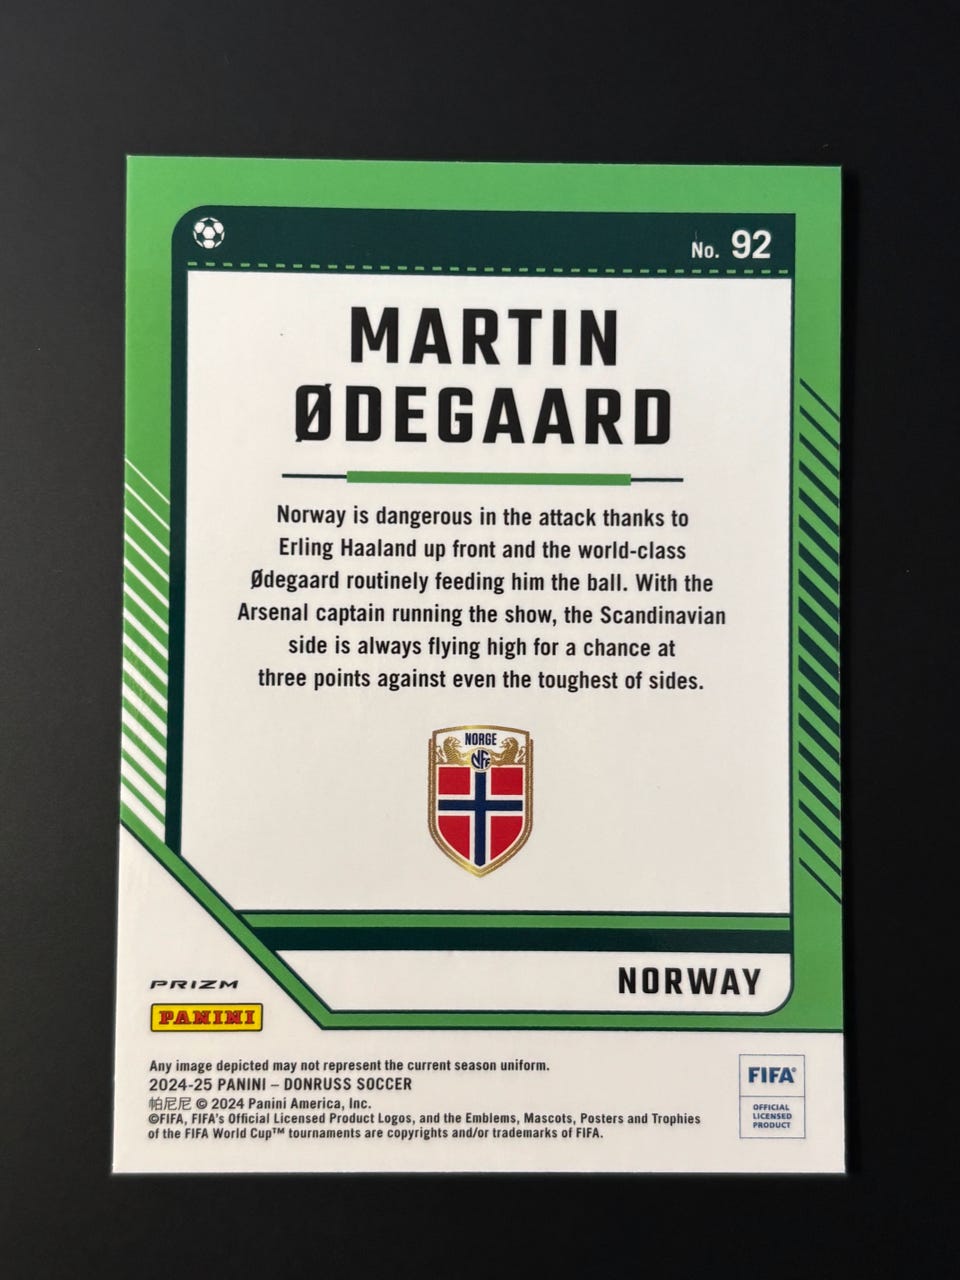 No. 92
MARTIN
ØDEGAARD
Norway is dangerous in the attack thanks to
Erling Haaland up front and the world-class
Ødegaard routinely feeding him the ball. With the
Arsenal captain running the show, the Scandinavian
side is always flying high for a chance at
three points against even the toughest of sides.
NORGE
NFF
NORWAY
PRIZM
PANINI
Any image depicted may not represent the current season uniform.
2024-25 PANINI – DONRUSS SOCCER
帕尼尼 © 2024 Panini America, Inc.
©FIFA, FIFA's Official Licensed Product Logos, and the Emblems, Mascots, Posters and Trophies
of the FIFA World Cup™ tournaments are copyrights and/or trademarks of FIFA.
FIFA®
OFFICIAL
LICENSED
PRODUCT